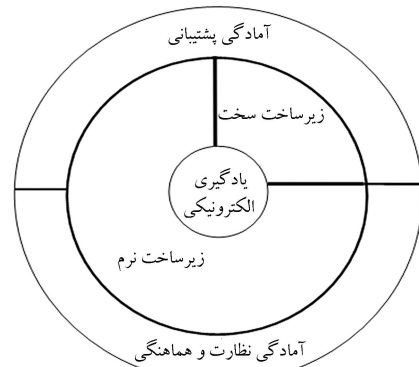 آمادگی پشتیبانی
زیرساخت سخت
یادگیری
الکترونیکی
زیرساخت نرم
آمادگی نظارت و هماهنگی